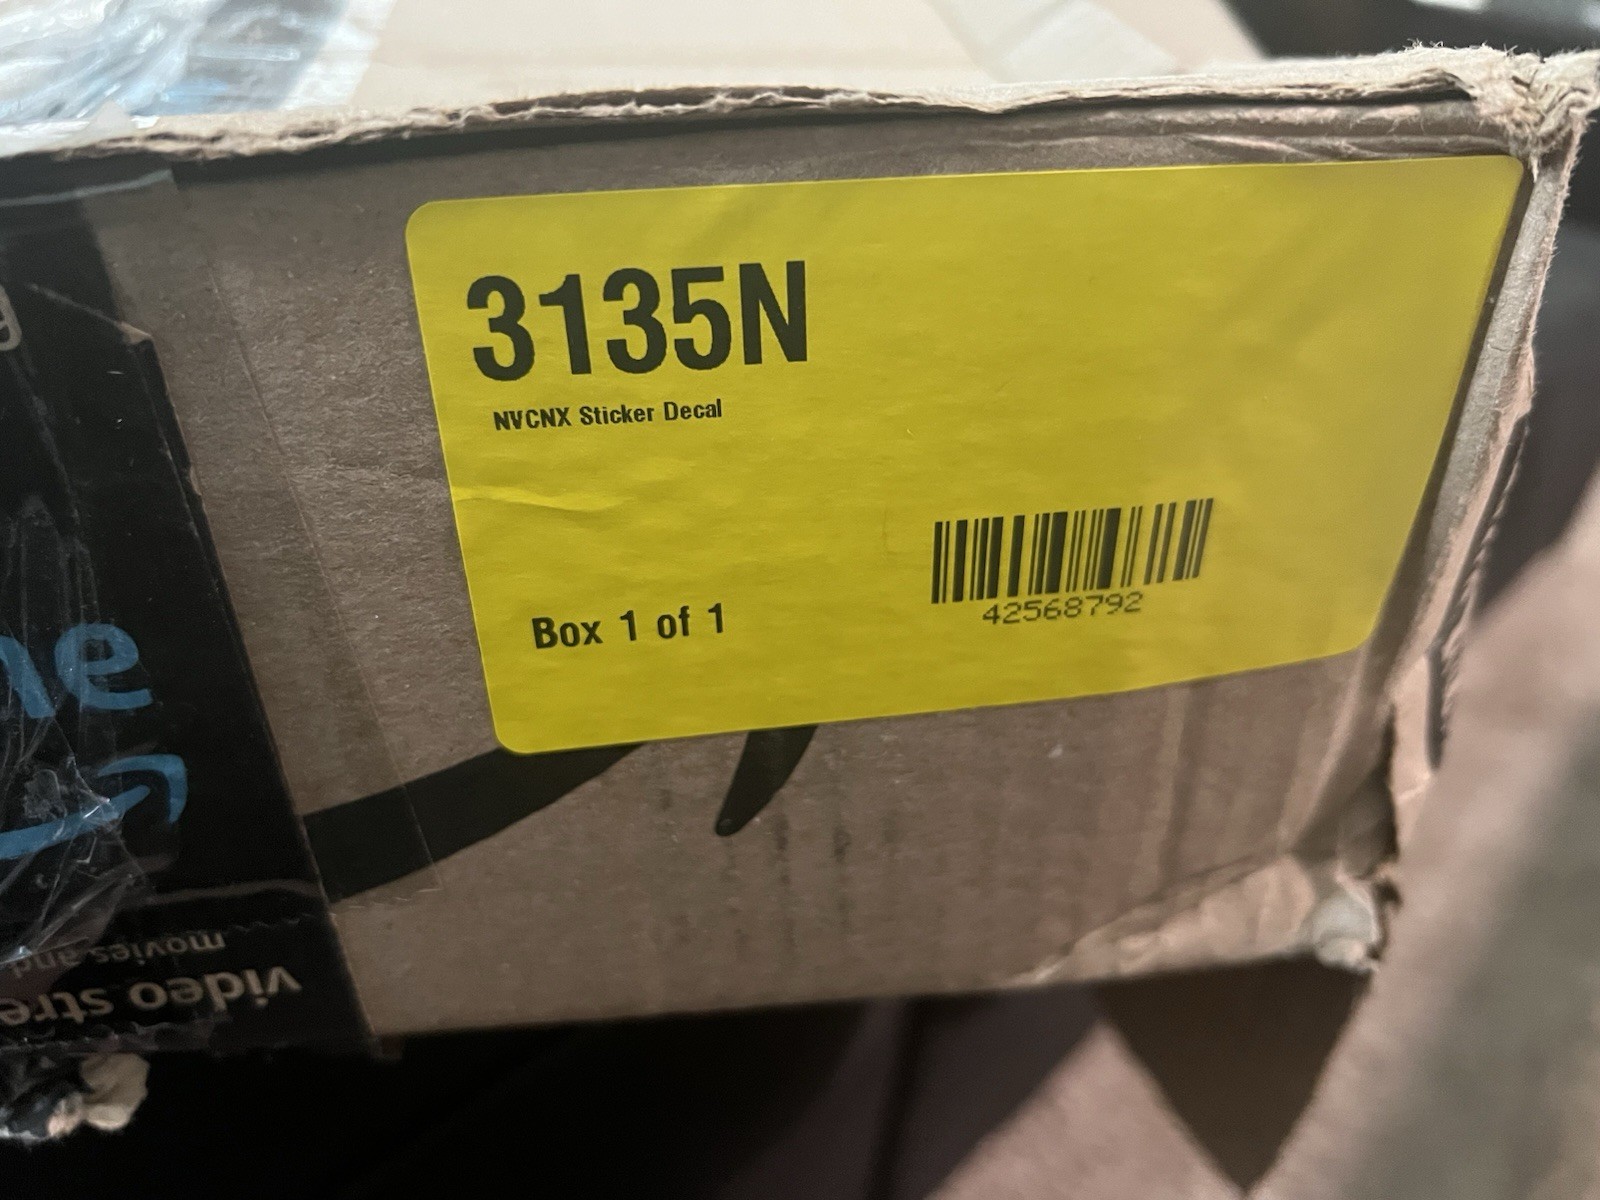 3135N
NVCNX Sticker Decal
42568792
Box 1 of 1
movies and
video stre